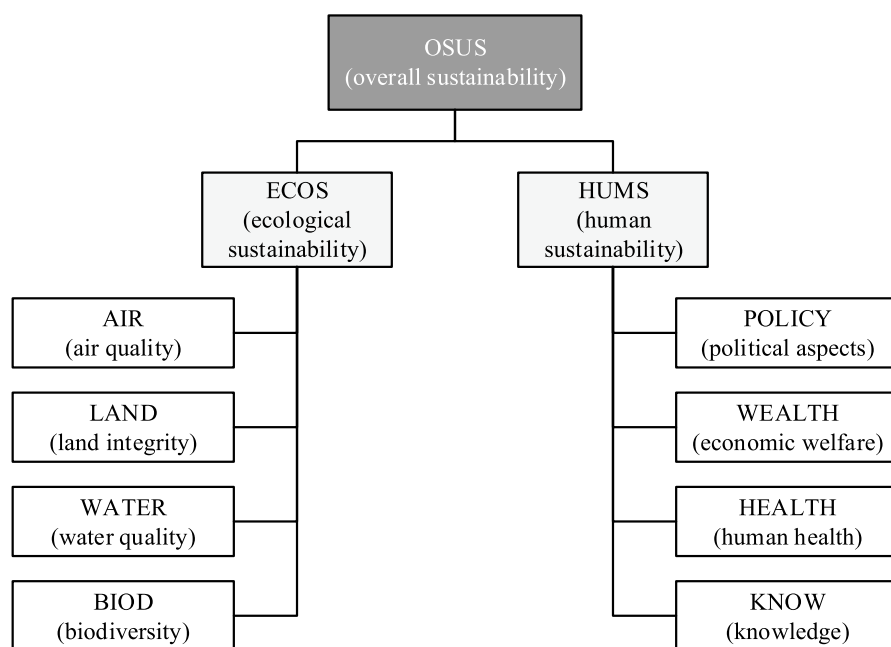 OSUS
(overall sustainability)
ECOS
(ecological
sustainability)
HUMS
(human
sustainability)
AIR
(air quality)
LAND
(land integrity)
WATER
(water quality)
BIOD
(biodiversity)
POLICY
(political aspects)
WEALTH
(economic welfare)
HEALTH
(human health)
KNOW
(knowledge)